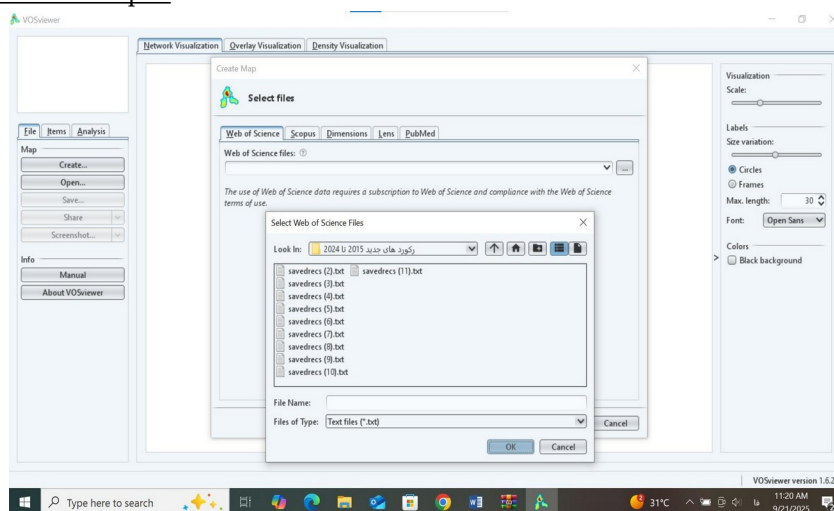 VOSviewer
Network Visualization Overlay Visualization Density Visualization
Create Map
Select files
Web of Science Scopus Dimensions Lens PubMed
Web of Science files:
The use of Web of Science data requires a subscription to Web of Science and compliance with the Web of Science
terms of use.
Cancel
Select Web of Science Files
Look In: رکورد های جدید 2015 تا 2024
savedrecs (2).txt savedrecs (11).txt
savedrecs (3).txt
savedrecs (4).txt
savedrecs (5).txt
savedrecs (6).txt
savedrecs (7).txt
savedrecs (8).txt
savedrecs (9).txt
savedrecs (10).txt
File Name:
Files of Type: Text files (*.txt)
OK Cancel
File Items Analysis
Map
Create...
Open...
Save...
Share
Screenshot...
Info
Manual
About VOSviewer
Visualization
Scale:
Labels
Size variation:
Circles
Frames
Max. length: 30
Font: Open Sans
Colors
Black background
VOSviewer version 1.6.2
Type here to search
31°C
فا
11:20 AM
9/21/2025